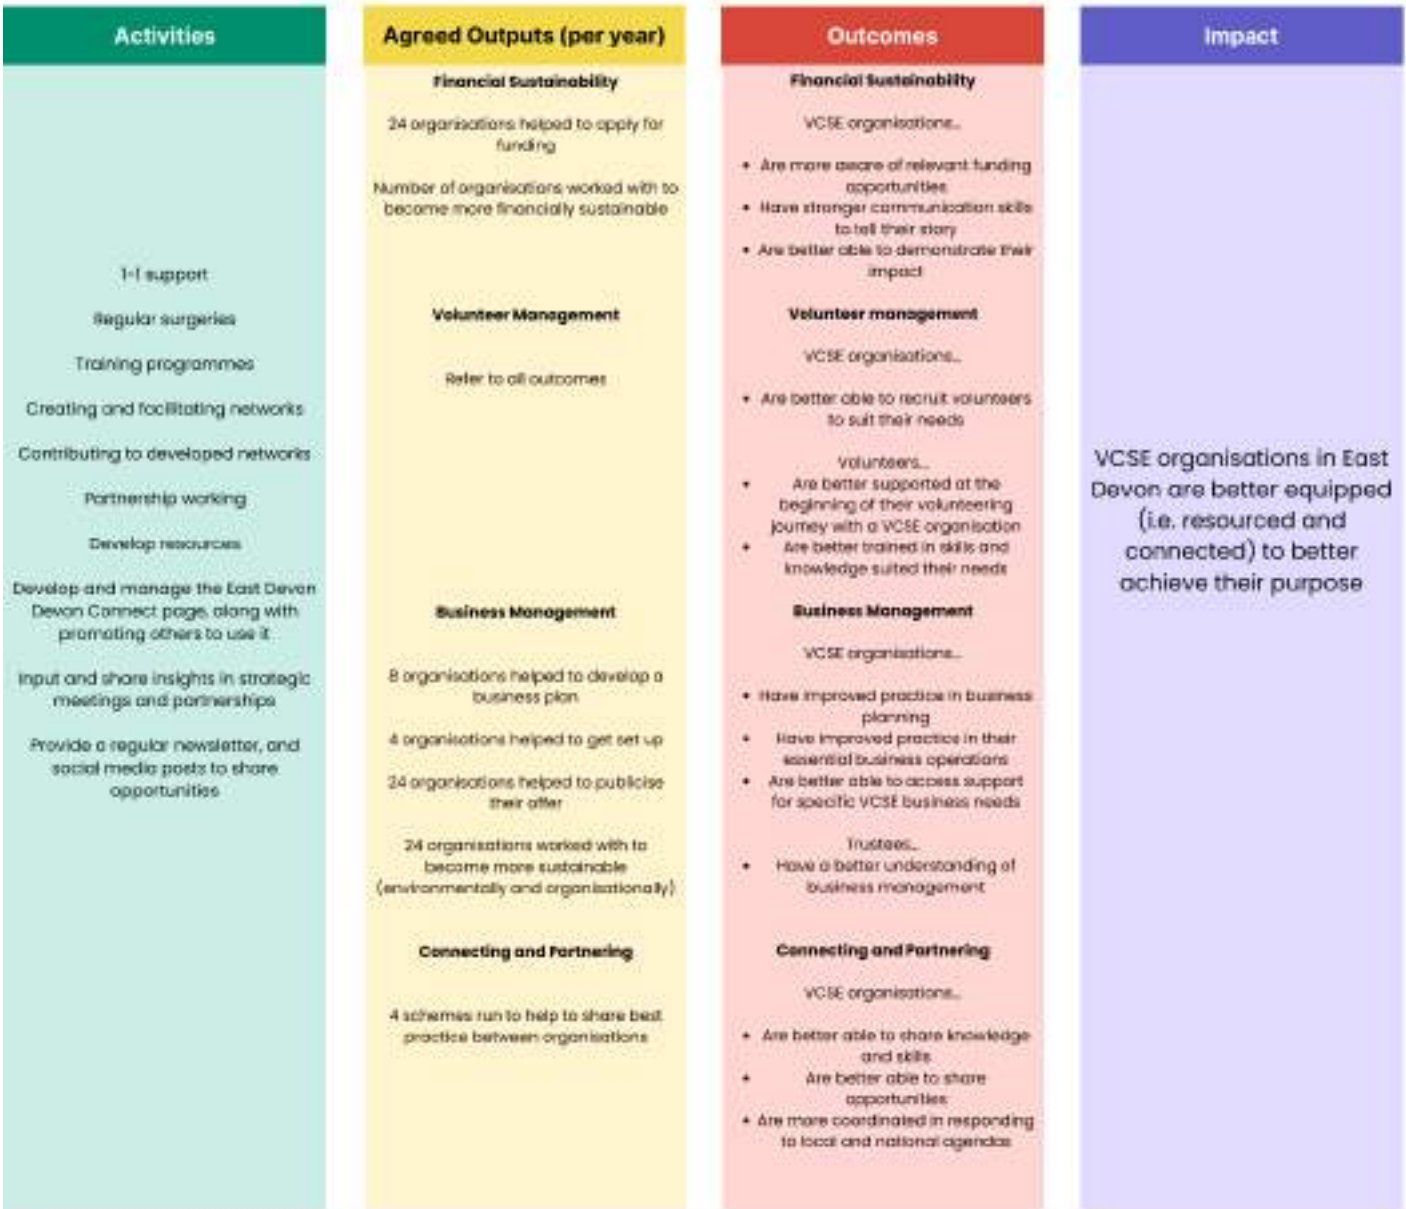 Activities
1-1 support
Regular surgeries
Training programmes
Creating and facilitating networks
Contributing to developed networks
Partnership working
Develop resources
Develop and manage the East Devon
Devon Connect page, along with
promoting others to use it
Input and share insights in strategic
meetings and partnerships
Provide a regular newsletter, and
social media posts to share
opportunities
Agreed Outputs (per year)
Financial Sustainability
24 organisations helped to apply for
funding
Number of organisations worked with to
become more financially sustainable
Volunteer Management
Refer to all outcomes
Business Management
8 organisations helped to develop a
business plan
4 organisations helped to get set up
24 organisations helped to publicise
their offer
24 organisations worked with to
become more sustainable
(environmentally and organisationally)
Connecting and Partnering
4 schemes run to help to share best
practice between organisations
Outcomes
Financial Sustainability
VCSE organisations...
• Are more aware of relevant funding
opportunities
• Have stronger communication skills
to tell their story
• Are better able to demonstrate their
impact
Volunteer management
VCSE organisations...
• Are better able to recruit volunteers
to suit their needs
Volunteers...
• Are better supported at the
beginning of their volunteering
journey with a VCSE organisation
• Are better trained in skills and
knowledge suited their needs
Business Management
VCSE organisations...
• Have improved practice in business
planning
• Have improved practice in their
essential business operations
• Are better able to access support
for specific VCSE business needs
Trustees...
• Have a better understanding of
business management
Connecting and Partnering
VCSE organisations...
• Are better able to share knowledge
and skills
• Are better able to share
opportunities
• Are more coordinated in responding
to local and national agendas
Impact
VCSE organisations in East
Devon are better equipped
(i.e. resourced and
connected) to better
achieve their purpose